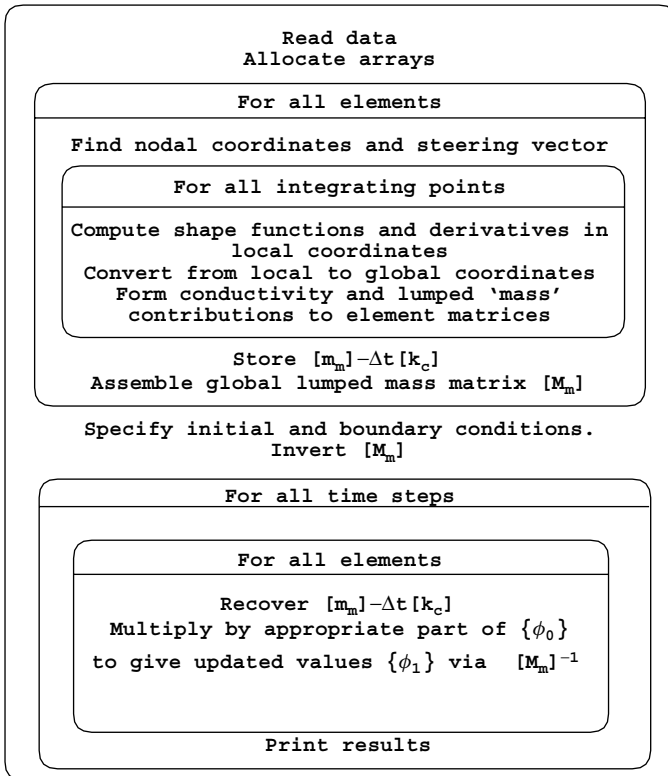 Read data
Allocate arrays
For all elements
Find nodal coordinates and steering vector
For all integrating points
Compute shape functions and derivatives in
local coordinates
Convert from local to global coordinates
Form conductivity and lumped ‘mass’
contributions to element matrices
Store [mₘ]−Δt[k_c]
Assemble global lumped mass matrix [Mₘ]
Specify initial and boundary conditions.
Invert [Mₘ]
For all time steps
For all elements
Recover [mₘ]−Δt[k_c]
Multiply by appropriate part of {ϕ₀}
to give updated values {ϕ₁} via [Mₘ]⁻¹
Print results